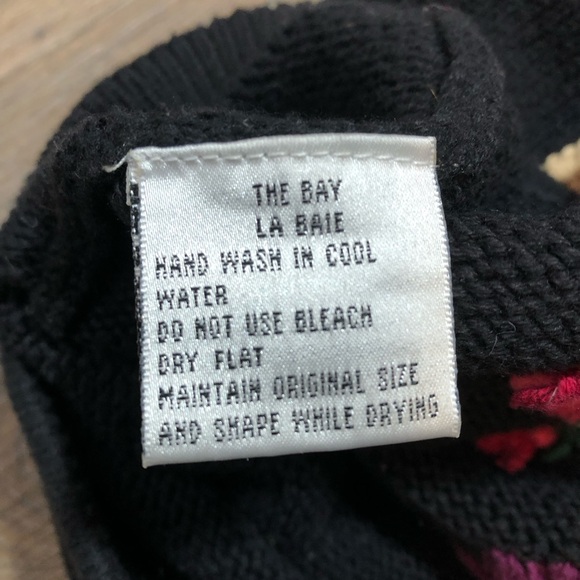 THE BAY
LA BAIE
HAND WASH IN COOL
WATER
DO NOT USE BLEACH
DRY FLAT
MAINTAIN ORIGINAL SIZE
AND SHAPE WHILE DRYING